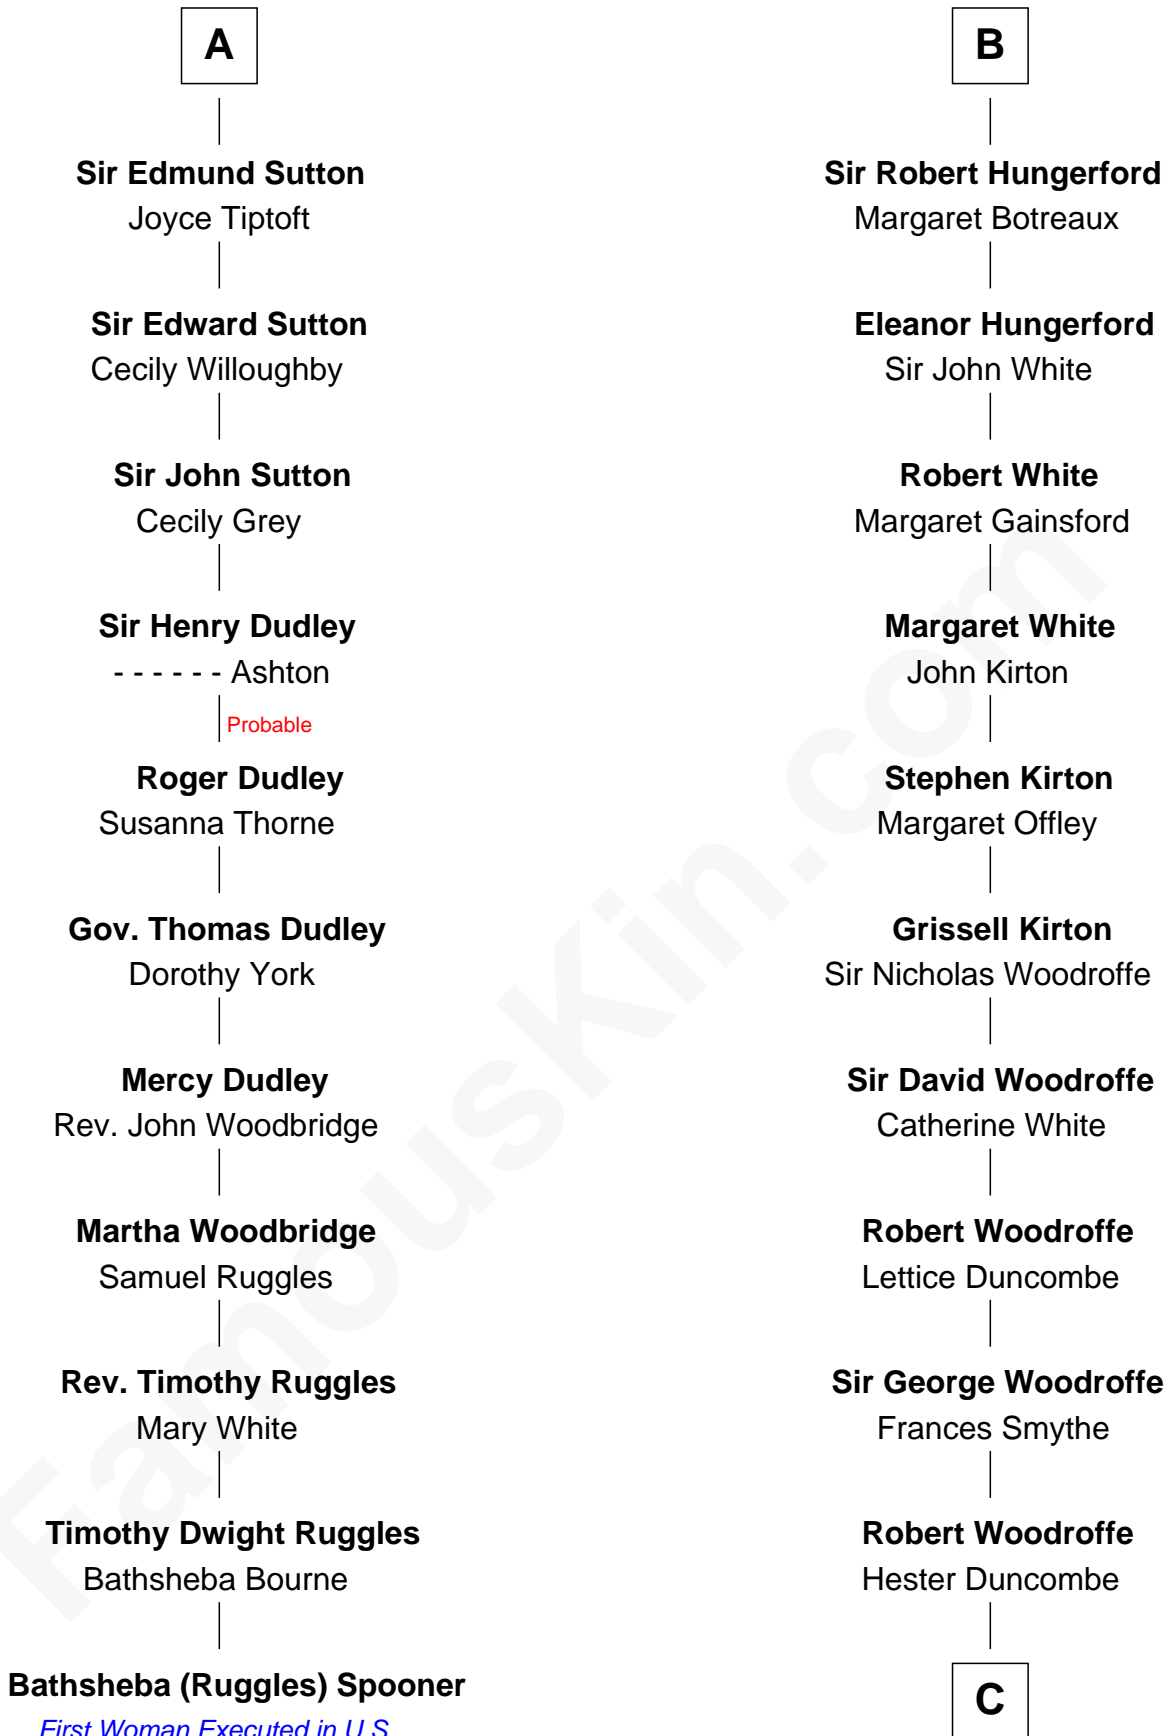 A
Sir Edmund Sutton
Joyce Tiptoft
Sir Edward Sutton
Cecily Willoughby
Sir John Sutton
Cecily Grey
Sir Henry Dudley
- - - - - - Ashton
Probable
Roger Dudley
Susanna Thorne
Gov. Thomas Dudley
Dorothy York
Mercy Dudley
Rev. John Woodbridge
Martha Woodbridge
Samuel Ruggles
Rev. Timothy Ruggles
Mary White
Timothy Dwight Ruggles
Bathsheba Bourne
Bathsheba (Ruggles) Spooner
First Woman Executed in U.S.
B
Sir Robert Hungerford
Margaret Botreaux
Eleanor Hungerford
Sir John White
Robert White
Margaret Gainsford
Margaret White
John Kirton
Stephen Kirton
Margaret Offley
Grissell Kirton
Sir Nicholas Woodroffe
Sir David Woodroffe
Catherine White
Robert Woodroffe
Lettice Duncombe
Sir George Woodroffe
Frances Smythe
Robert Woodroffe
Hester Duncombe
C
FamousKin.com